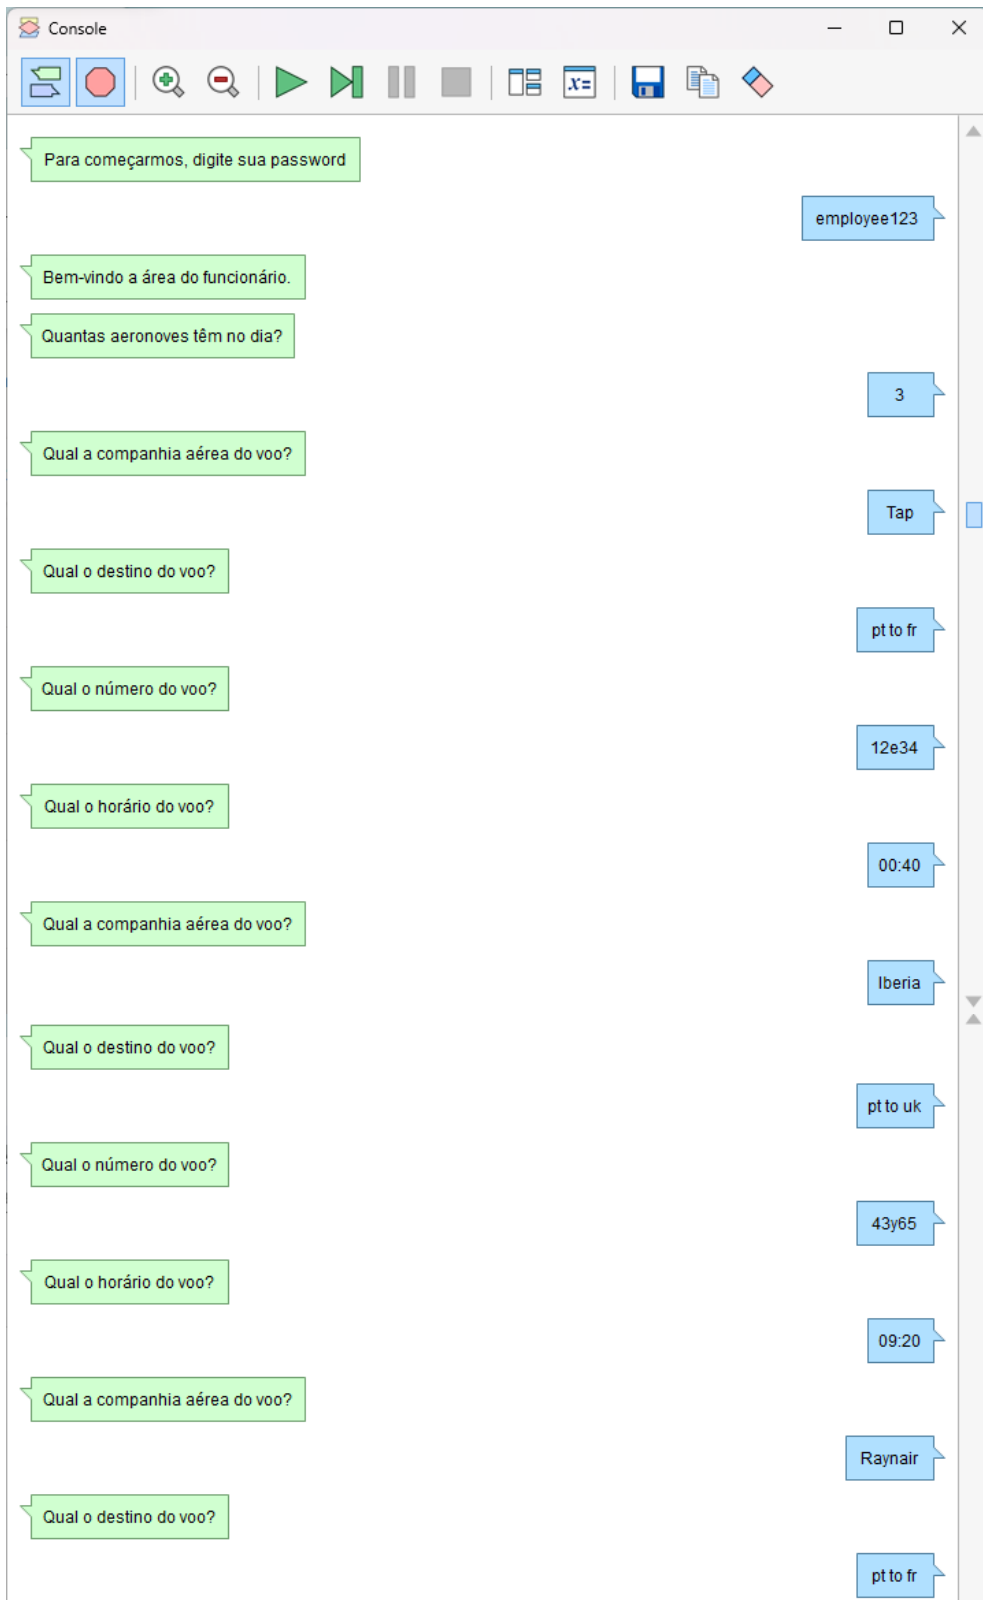 Console
x=
Para começarmos, digite sua password
employee123
Bem-vindo a área do funcionário.
Quantas aeronoves têm no dia?
3
Qual a companhia aérea do voo?
Tap
Qual o destino do voo?
pt to fr
Qual o número do voo?
12e34
Qual o horário do voo?
00:40
Qual a companhia aérea do voo?
Iberia
Qual o destino do voo?
pt to uk
Qual o número do voo?
43y65
Qual o horário do voo?
09:20
Qual a companhia aérea do voo?
Raynair
Qual o destino do voo?
pt to fr